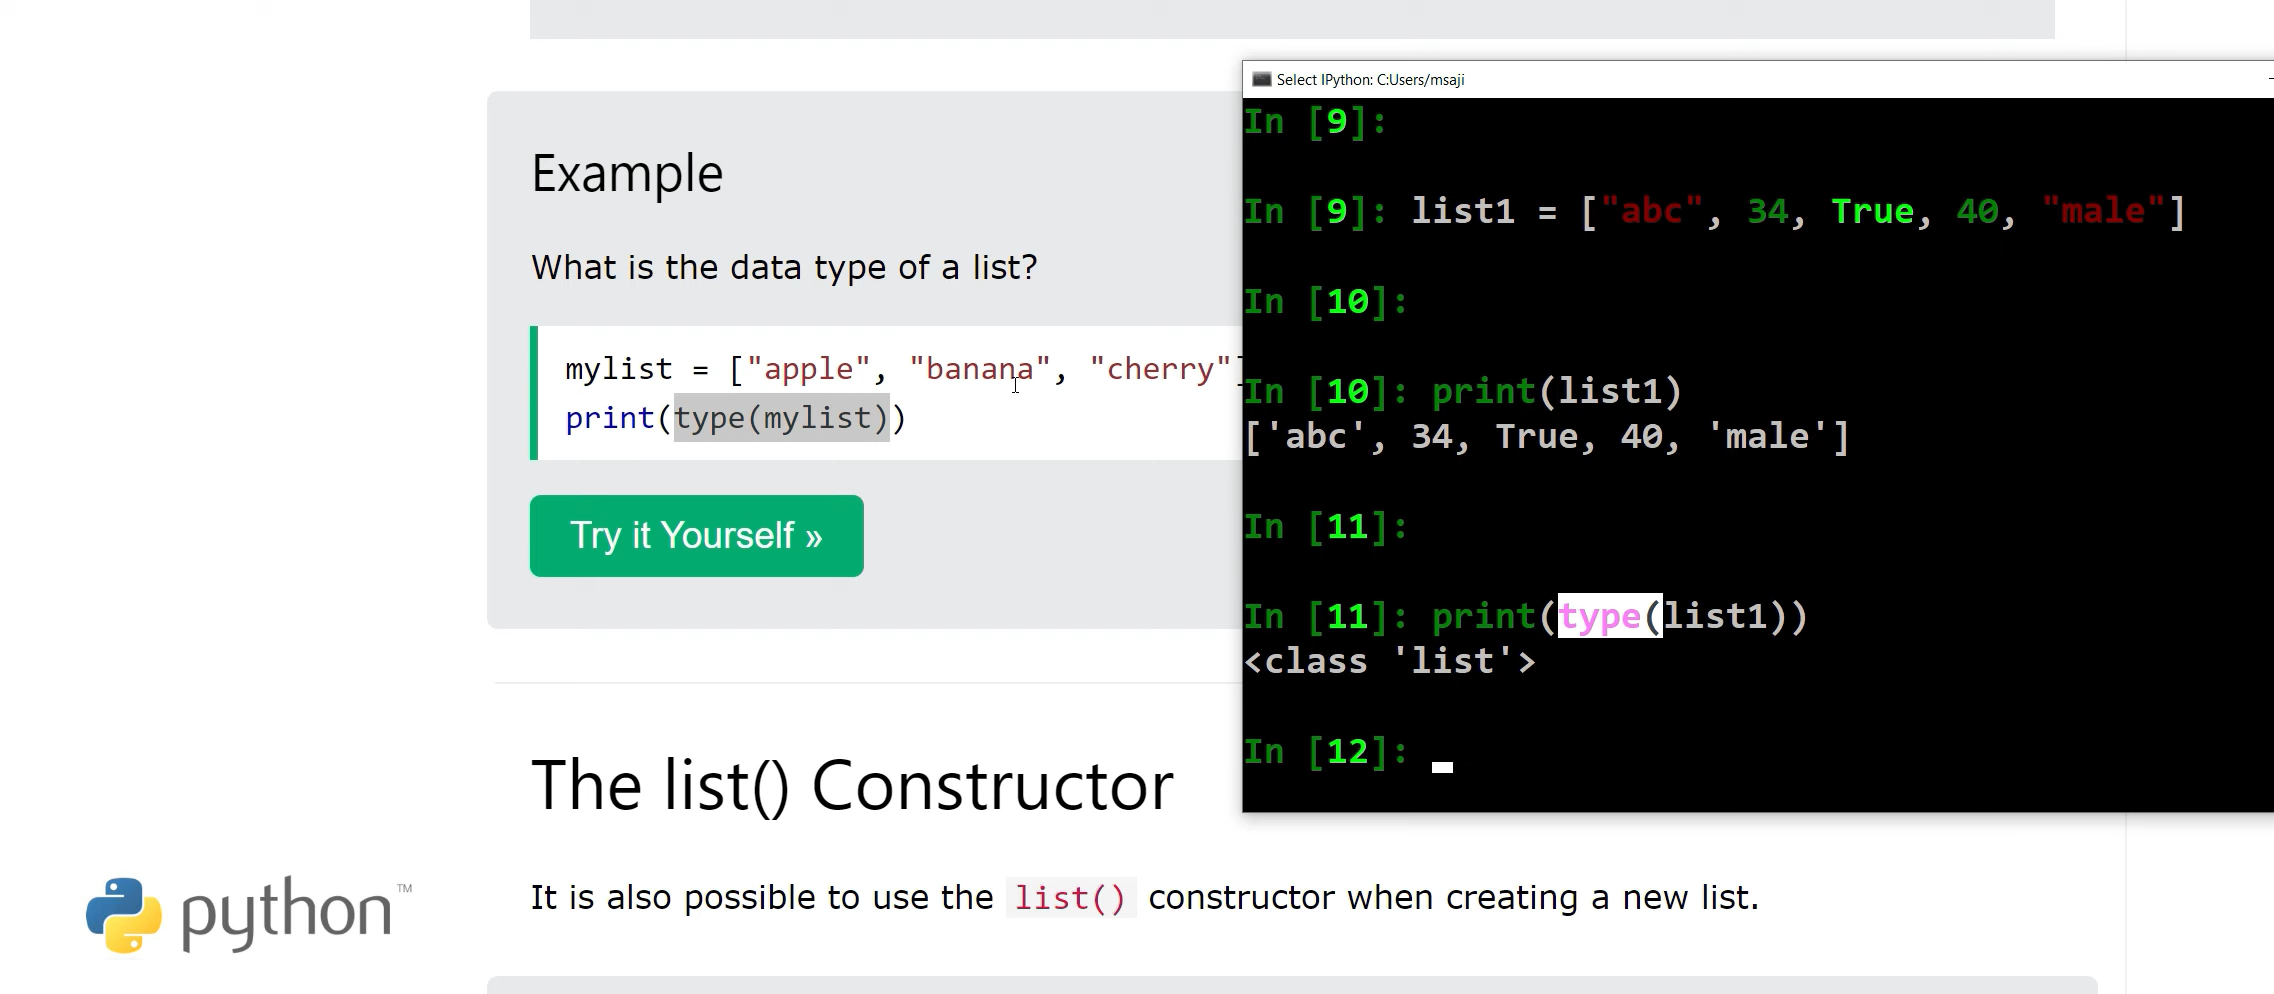 Example
What is the data type of a list?
mylist = ["apple", "banana", "cherry"]
print(type(mylist))
Try it Yourself »
The list() Constructor
It is also possible to use the list() constructor when creating a new list.
python™
Select IPython: C:Users/msaji
In [9]:
In [9]: list1 = ["abc", 34, True, 40, "male"]
In [10]:
In [10]: print(list1)
['abc', 34, True, 40, 'male']
In [11]:
In [11]: print(type(list1))
<class 'list'>
In [12]: